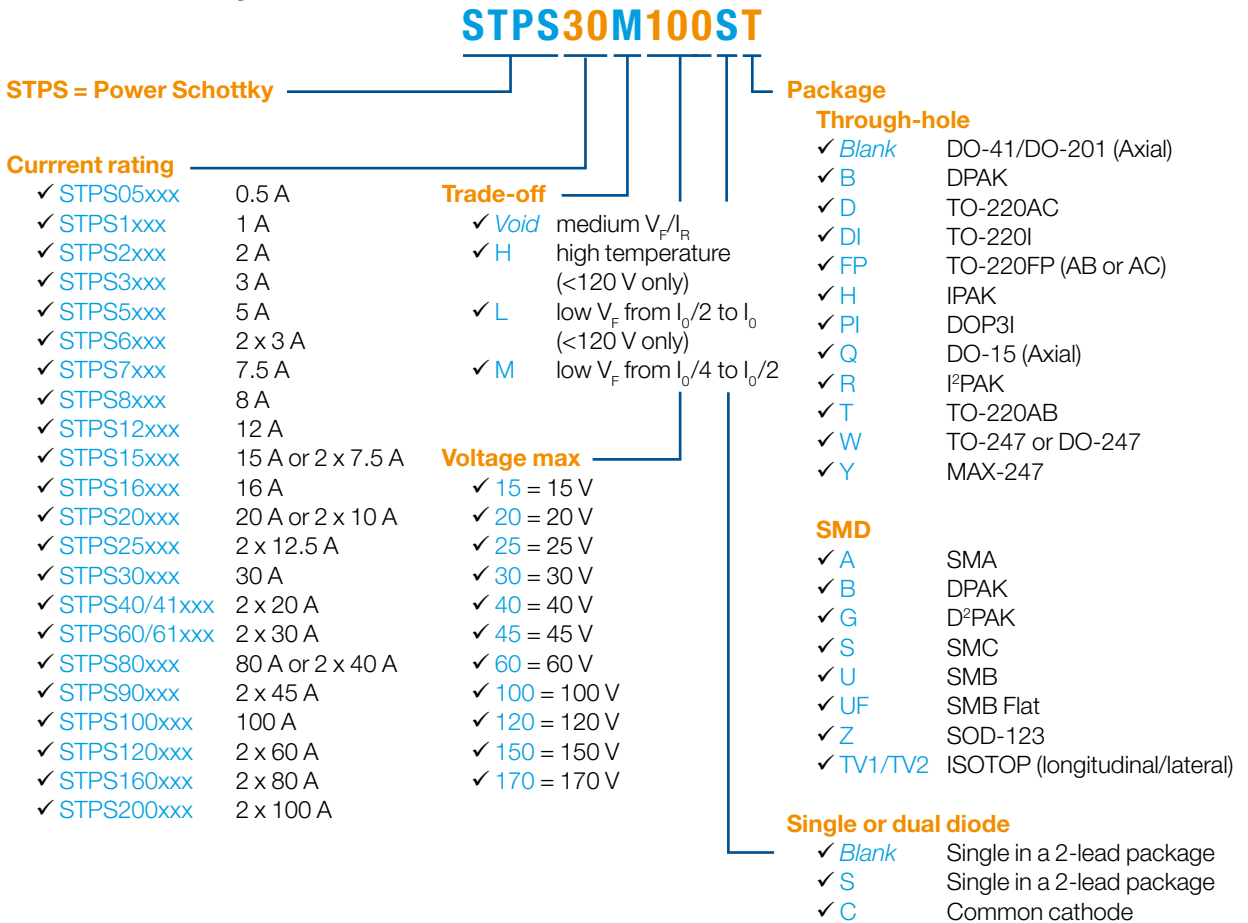 STPS30M100ST
STPS = Power Schottky
Currrent rating
✓ STPS05xxx 0.5 A
✓ STPS1xxx 1 A
✓ STPS2xxx 2 A
✓ STPS3xxx 3 A
✓ STPS5xxx 5 A
✓ STPS6xxx 2 x 3 A
✓ STPS7xxx 7.5 A
✓ STPS8xxx 8 A
✓ STPS12xxx 12 A
✓ STPS15xxx 15 A or 2 x 7.5 A
✓ STPS16xxx 16 A
✓ STPS20xxx 20 A or 2 x 10 A
✓ STPS25xxx 2 x 12.5 A
✓ STPS30xxx 30 A
✓ STPS40/41xxx 2 x 20 A
✓ STPS60/61xxx 2 x 30 A
✓ STPS80xxx 80 A or 2 x 40 A
✓ STPS90xxx 2 x 45 A
✓ STPS100xxx 100 A
✓ STPS120xxx 2 x 60 A
✓ STPS160xxx 2 x 80 A
✓ STPS200xxx 2 x 100 A
Trade-off
✓ Void medium V_F/I_R
✓ H high temperature
(<120 V only)
✓ L low V_F from I_0/2 to I_0
(<120 V only)
✓ M low V_F from I_0/4 to I_0/2
Voltage max
✓ 15 = 15 V
✓ 20 = 20 V
✓ 25 = 25 V
✓ 30 = 30 V
✓ 40 = 40 V
✓ 45 = 45 V
✓ 60 = 60 V
✓ 100 = 100 V
✓ 120 = 120 V
✓ 150 = 150 V
✓ 170 = 170 V
Package
Through-hole
✓ Blank DO-41/DO-201 (Axial)
✓ B DPAK
✓ D TO-220AC
✓ DI TO-220I
✓ FP TO-220FP (AB or AC)
✓ H IPAK
✓ PI DOP3I
✓ Q DO-15 (Axial)
✓ R I²PAK
✓ T TO-220AB
✓ W TO-247 or DO-247
✓ Y MAX-247
SMD
✓ A SMA
✓ B DPAK
✓ G D²PAK
✓ S SMC
✓ U SMB
✓ UF SMB Flat
✓ Z SOD-123
✓ TV1/TV2 ISOTOP (longitudinal/lateral)
Single or dual diode
✓ Blank Single in a 2-lead package
✓ S Single in a 2-lead package
✓ C Common cathode